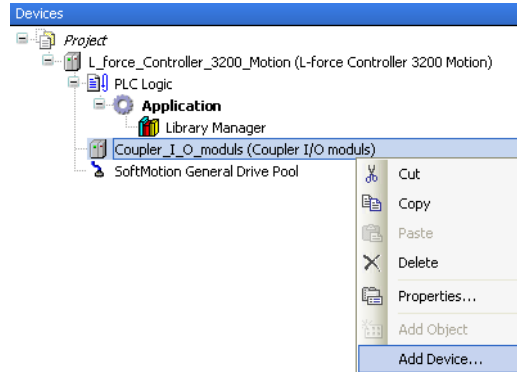 Devices
Project
L_force_Controller_3200_Motion (L-force Controller 3200 Motion)
PLC Logic
Application
Library Manager
Coupler_I_O_moduls (Coupler I/O moduls)
SoftMotion General Drive Pool
Cut
Copy
Paste
Delete
Properties...
Add Object
Add Device...